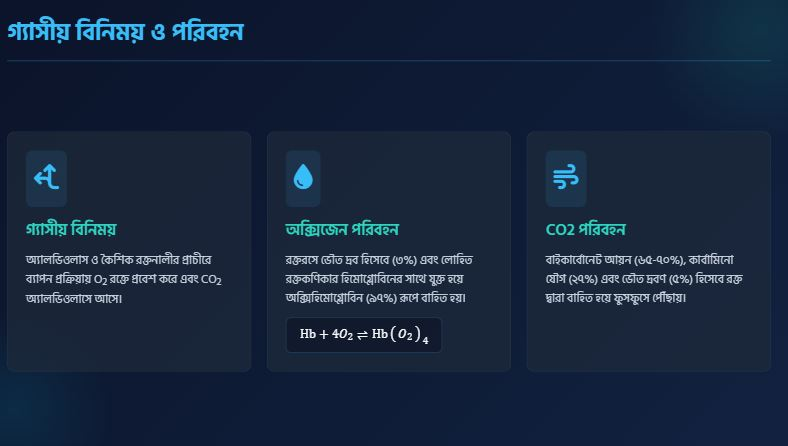 গ্যাসীয় বিনিময় ও পরিবহন
গ্যাসীয় বিনিময়
অ্যালভিওলাস ও কৈশিক রক্তনালীর প্রাচীরে
ব্যাপন প্রক্রিয়ায় O₂ রক্তে প্রবেশ করে এবং CO₂
অ্যালভিওলাসে আসে।
অক্সিজেন পরিবহন
রক্তরসে ভৌত দ্রব হিসেবে (৩%) এবং লোহিত
রক্তকণিকার হিমোগ্লোবিনের সাথে যুক্ত হয়ে
অক্সিহিমোগ্লোবিন (৯৭%) রূপে বাহিত হয়।
Hb + 4O₂ ⇌ Hb(O₂)₄
CO2 পরিবহন
বাইকার্বোনেট আয়ন (৬৫-৭০%), কার্বামিনো
যৌগ (২৭%) এবং ভৌত দ্রবণ (৫%) হিসেবে রক্ত
দ্বারা বাহিত হয়ে ফুসফুসে পৌঁছায়।